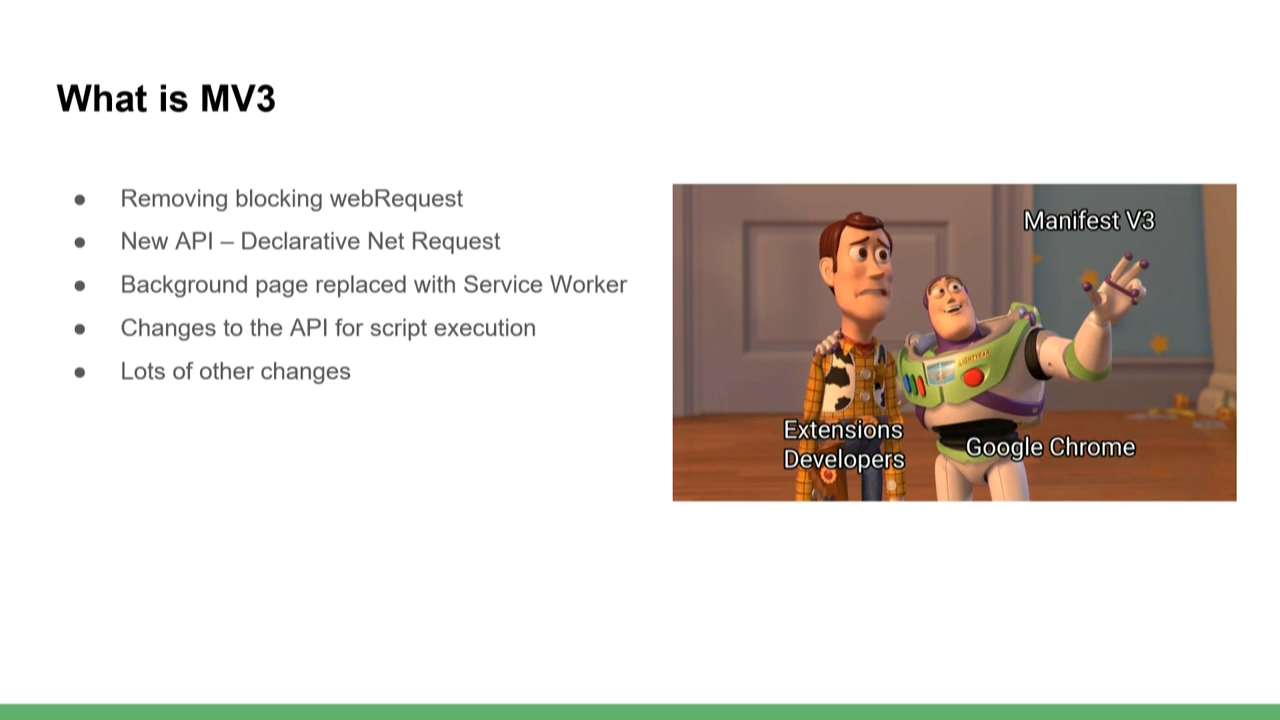 What is MV3
● Removing blocking webRequest
● New API – Declarative Net Request
● Background page replaced with Service Worker
● Changes to the API for script execution
● Lots of other changes
Manifest V3
LIGHTYEAR
Extensions
Developers
Google Chrome